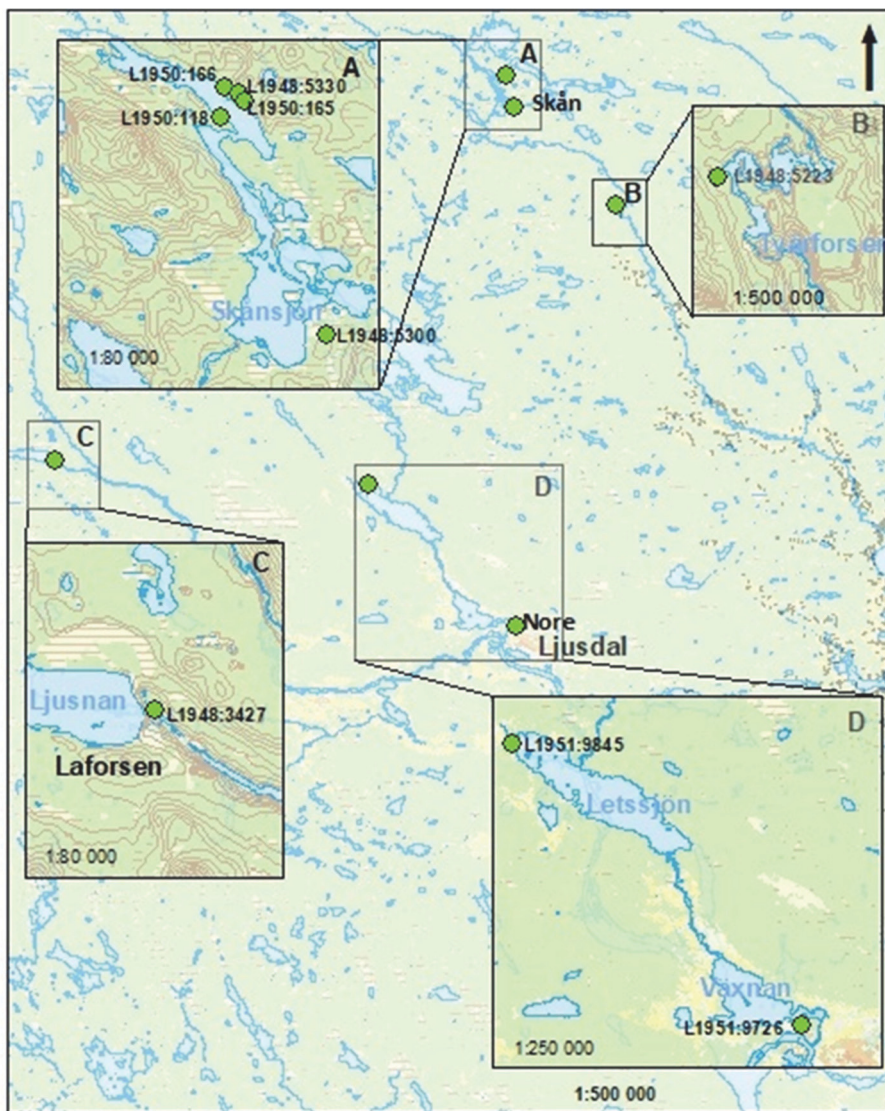 A
L1950:166
L1948:5330
L1950:165
L1950:118
Skånsjön
L1948:5300
1:80 000
A
Skån
B
B
L1948:5223
Tvärforsen
1:500 000
C
C
Ljusnan
L1948:3427
Laforsen
1:80 000
D
Nore
Ljusdal
D
L1951:9845
Letssjön
Växnan
L1951:9726
1:250 000
1:500 000